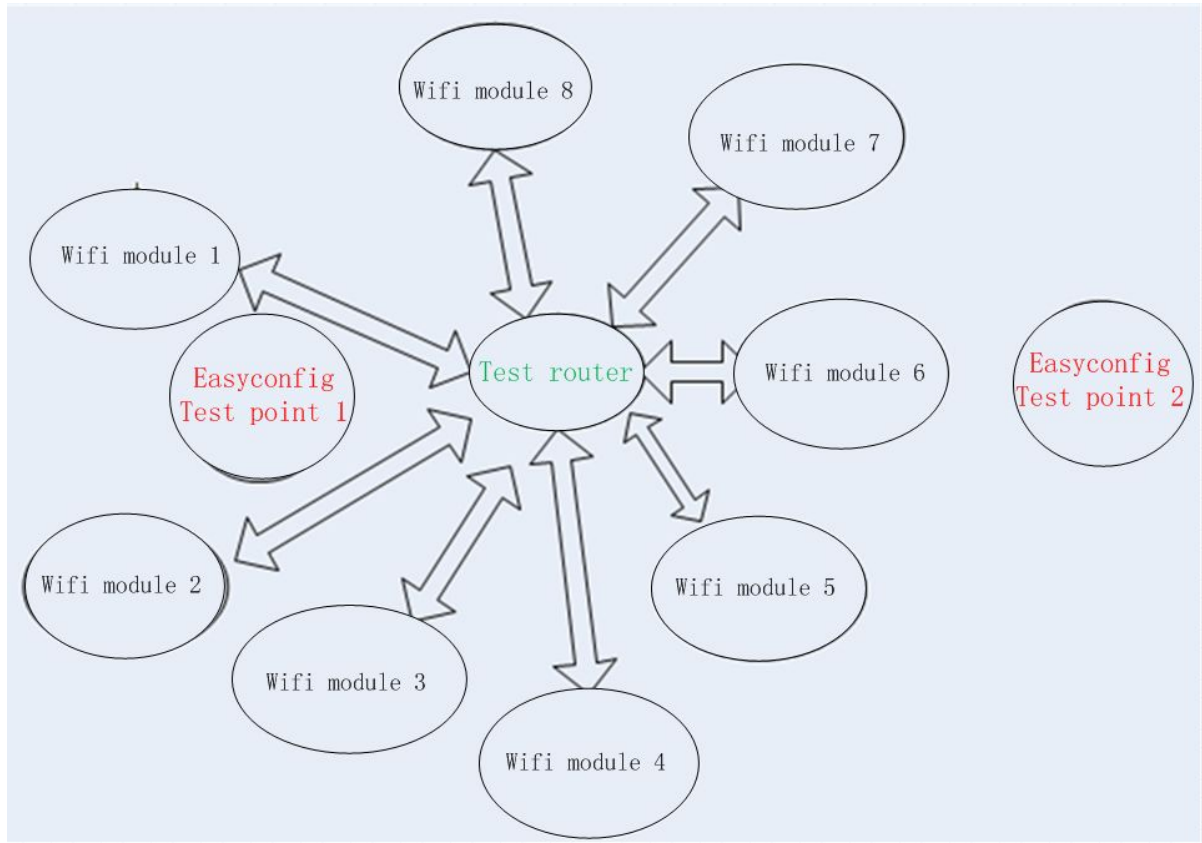 Wifi module 8
Wifi module 7
Wifi module 1
Test router
Wifi module 6
Easyconfig
Test point 1
Easyconfig
Test point 2
Wifi module 2
Wifi module 5
Wifi module 3
Wifi module 4